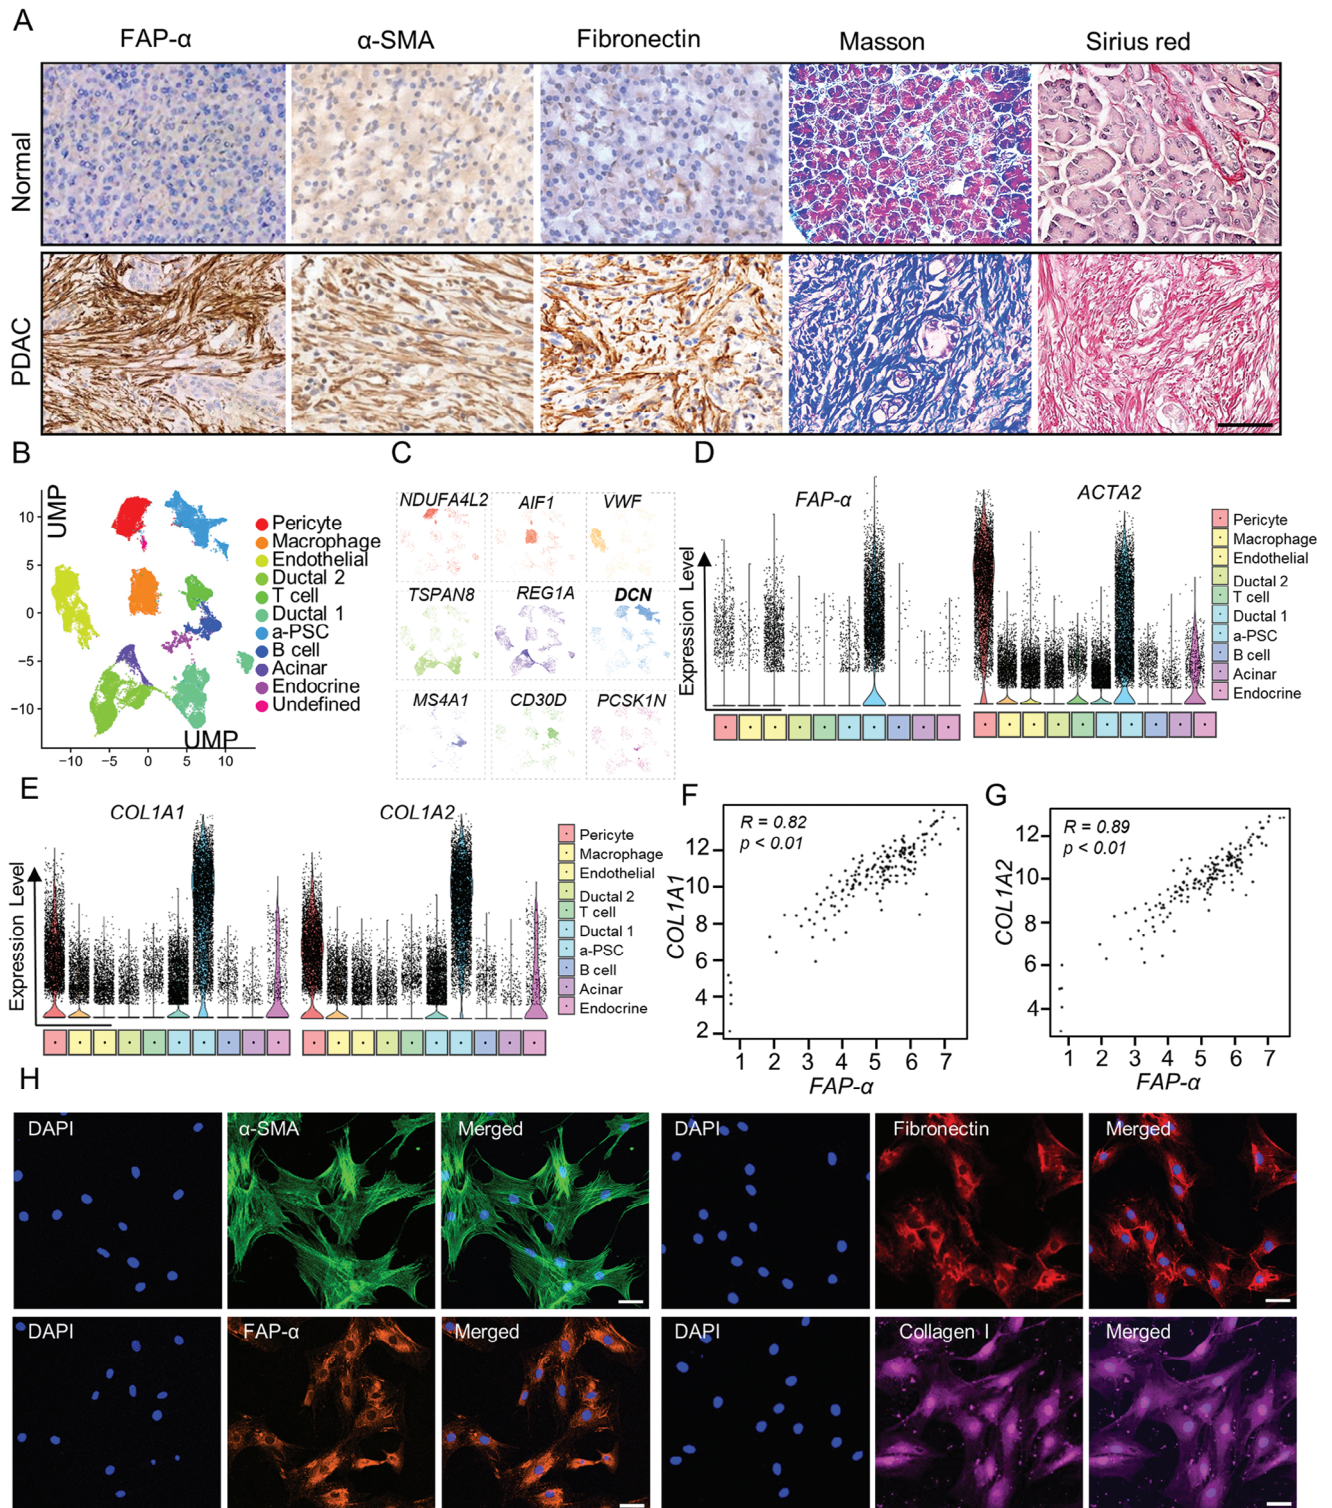 A
FAP-α
α-SMA
Fibronectin
Masson
Sirius red
Normal
PDAC
B
UMP
10
5
0
−5
−10
−10
−5
0
5
10
UMP
Pericyte
Macrophage
Endothelial
Ductal 2
T cell
Ductal 1
a-PSC
B cell
Acinar
Endocrine
Undefined
C
NDUFA4L2
AIF1
VWF
TSPAN8
REG1A
DCN
MS4A1
CD30D
PCSK1N
D
Expression Level
FAP-α
ACTA2
Pericyte
Macrophage
Endothelial
Ductal 2
T cell
Ductal 1
a-PSC
B cell
Acinar
Endocrine
E
Expression Level
COL1A1
COL1A2
Pericyte
Macrophage
Endothelial
Ductal 2
T cell
Ductal 1
a-PSC
B cell
Acinar
Endocrine
F
R = 0.82
p < 0.01
COL1A1
12
10
8
6
4
2
1 2 3 4 5 6 7
FAP-α
G
R = 0.89
p < 0.01
COL1A2
12
10
8
6
4
1 2 3 4 5 6 7
FAP-α
H
DAPI
α-SMA
Merged
DAPI
Fibronectin
Merged
DAPI
FAP-α
Merged
DAPI
Collagen I
Merged